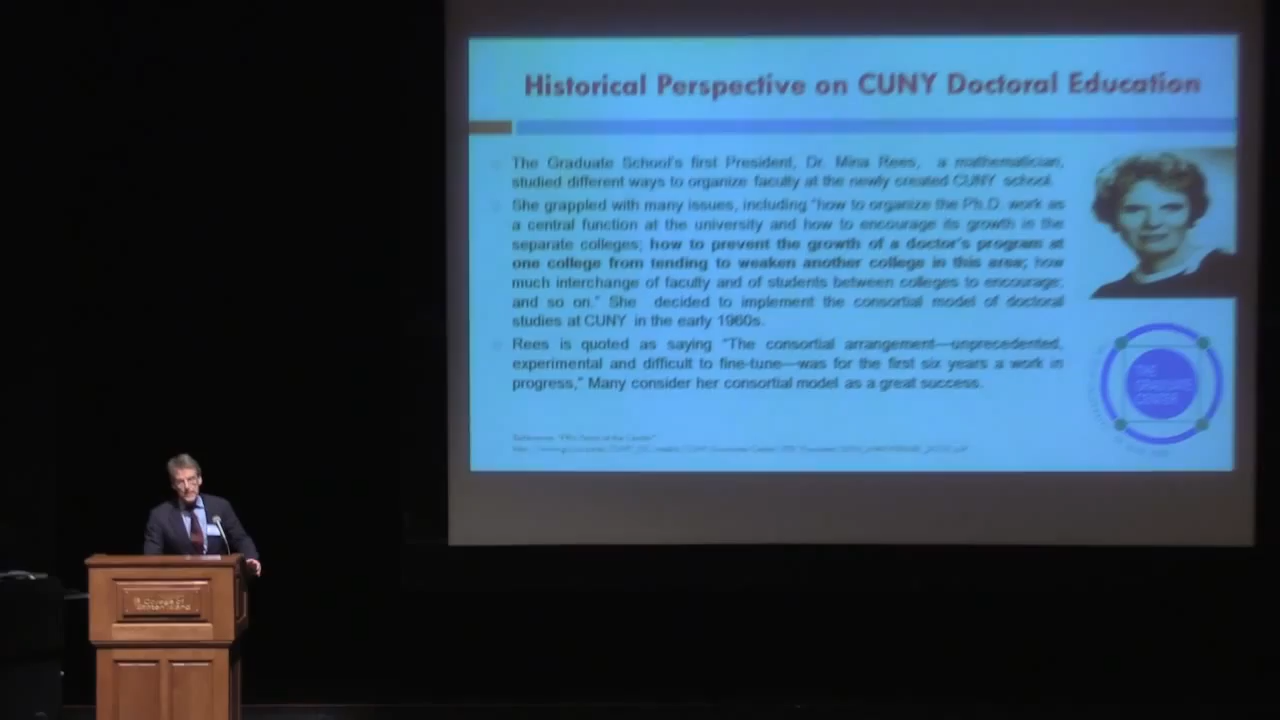 Historical Perspective on CUNY Doctoral Education
The Graduate School's first President, Dr. Mina Rees, a mathematician,
studied different ways to organize faculty at the newly created CUNY school.
She grappled with many issues, including "how to organize the Ph.D. work as
a central function at the university and how to encourage its growth in the
separate colleges; how to prevent the growth of a doctor's program at
one college from tending to weaken another college in this area; how
much interchange of faculty and of students between colleges to encourage;
and so on." She decided to implement the consortial model of doctoral
studies at CUNY in the early 1960s.
Rees is quoted as saying "The consortial arrangement—unprecedented,
experimental and difficult to fine-tune—was for the first six years a work in
progress," Many consider her consortial model as a great success.
THE
GRADUATE
CENTER
College of
Staten Island